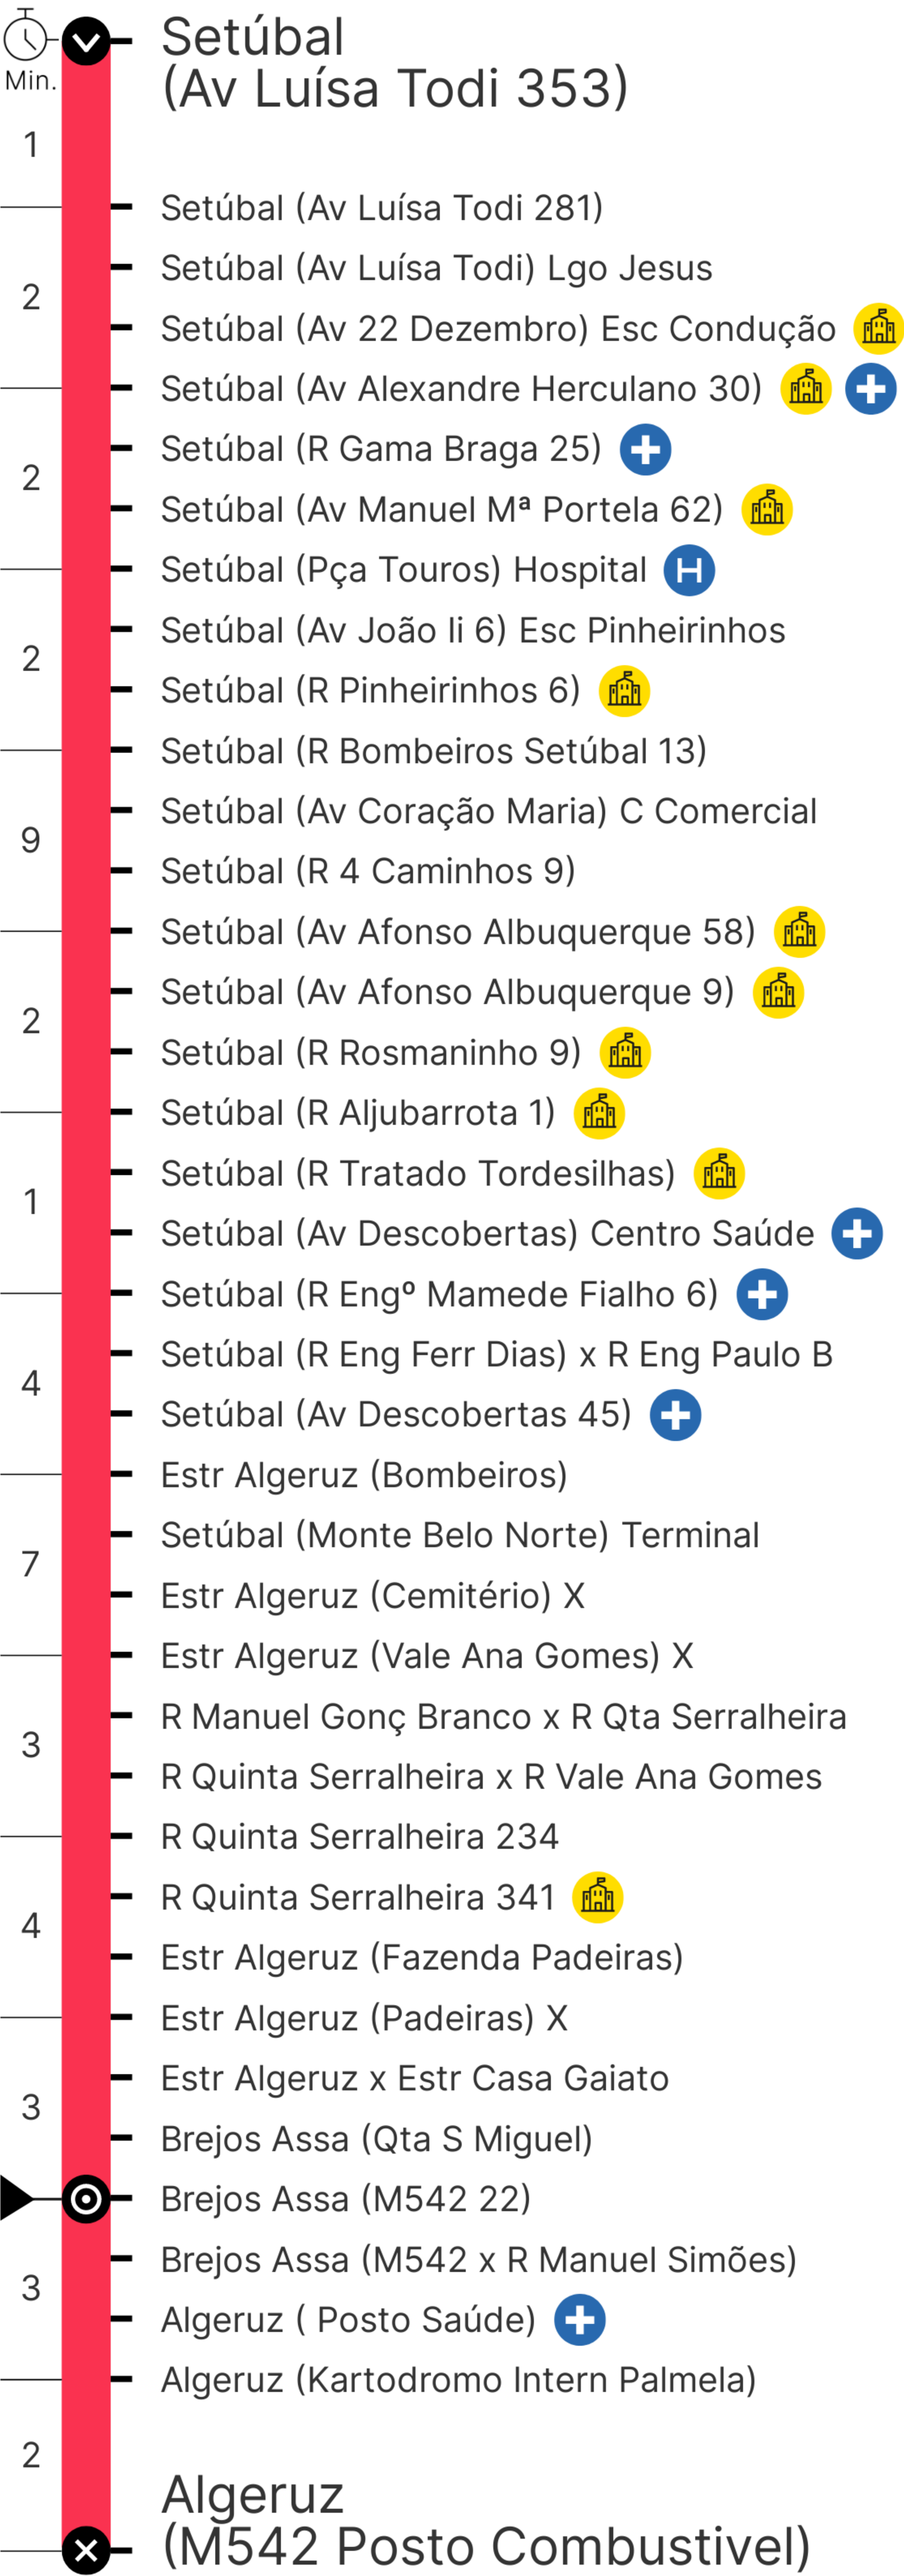 Setúbal
(Av Luísa Todi 353)
Min.
1
Setúbal (Av Luísa Todi 281)
Setúbal (Av Luísa Todi) Lgo Jesus
2
Setúbal (Av 22 Dezembro) Esc Condução
Setúbal (Av Alexandre Herculano 30)
Setúbal (R Gama Braga 25)
2
Setúbal (Av Manuel Mª Portela 62)
Setúbal (Pça Touros) Hospital H
Setúbal (Av João Ii 6) Esc Pinheirinhos
2
Setúbal (R Pinheirinhos 6)
Setúbal (R Bombeiros Setúbal 13)
Setúbal (Av Coração Maria) C Comercial
9
Setúbal (R 4 Caminhos 9)
Setúbal (Av Afonso Albuquerque 58)
Setúbal (Av Afonso Albuquerque 9)
2
Setúbal (R Rosmaninho 9)
Setúbal (R Aljubarrota 1)
Setúbal (R Tratado Tordesilhas)
1
Setúbal (Av Descobertas) Centro Saúde
Setúbal (R Engº Mamede Fialho 6)
Setúbal (R Eng Ferr Dias) x R Eng Paulo B
4
Setúbal (Av Descobertas 45)
Estr Algeruz (Bombeiros)
Setúbal (Monte Belo Norte) Terminal
7
Estr Algeruz (Cemitério) X
Estr Algeruz (Vale Ana Gomes) X
R Manuel Gonç Branco x R Qta Serralheira
3
R Quinta Serralheira x R Vale Ana Gomes
R Quinta Serralheira 234
R Quinta Serralheira 341
4
Estr Algeruz (Fazenda Padeiras)
Estr Algeruz (Padeiras) X
Estr Algeruz x Estr Casa Gaiato
3
Brejos Assa (Qta S Miguel)
Brejos Assa (M542 22)
Brejos Assa (M542 x R Manuel Simões)
3
Algeruz ( Posto Saúde)
Algeruz (Kartodromo Intern Palmela)
2
Algeruz
(M542 Posto Combustivel)